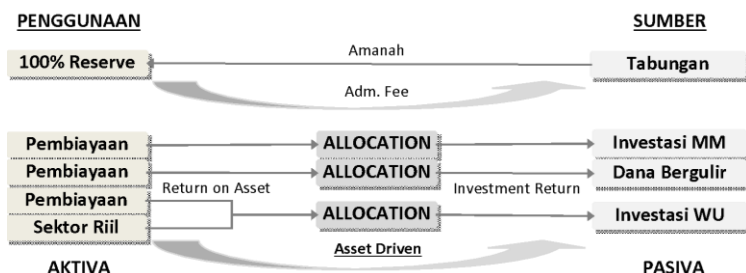 PENGGUNAAN
SUMBER
Amanah
100% Reserve
Tabungan
Adm. Fee
Pembiayaan
ALLOCATION
Investasi MM
Pembiayaan
ALLOCATION
Dana Bergulir
Return on Asset
Investment Return
Pembiayaan
ALLOCATION
Investasi WU
Sektor Riil
Asset Driven
AKTIVA
PASIVA